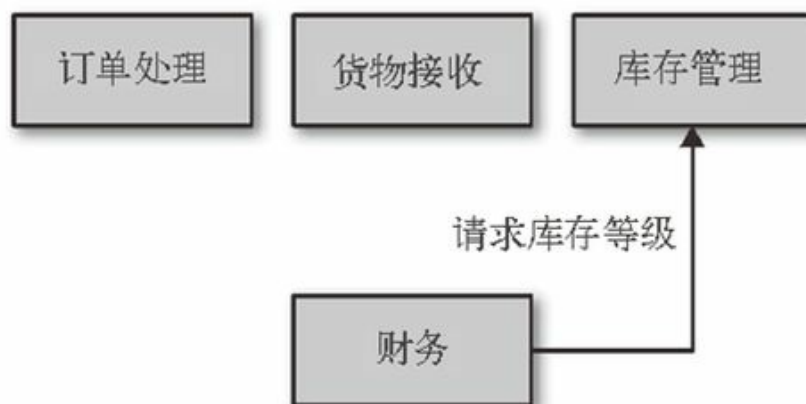 订单处理
货物接收
库存管理
请求库存等级
财务